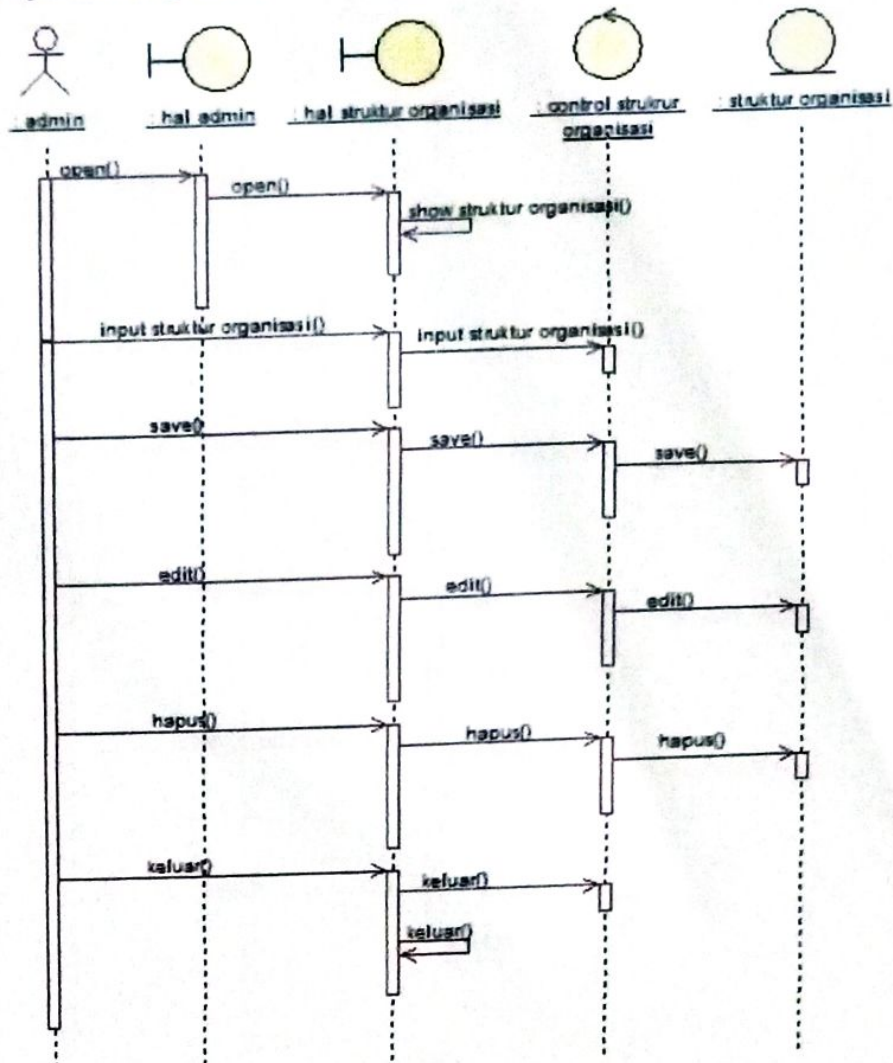 : admin
: hal admin
: hal struktur organisasi
: control strukrur
organisasi
: struktur organisasi
open()
open()
show struktur organisasi()
input struktur organisasi()
input struktur organisasi()
save()
save()
save()
edit()
edit()
edit()
hapus()
hapus()
hapus()
keluar()
keluar()
keluar()